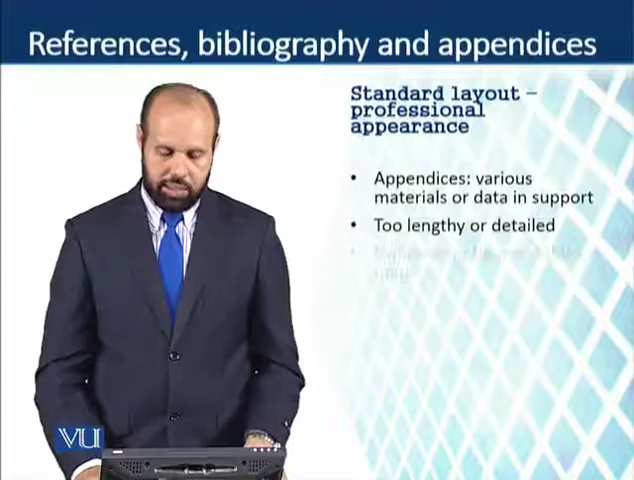 References, bibliography and appendices
Standard layout –
professional
appearance
• Appendices: various
materials or data in support
• Too lengthy or detailed
VU